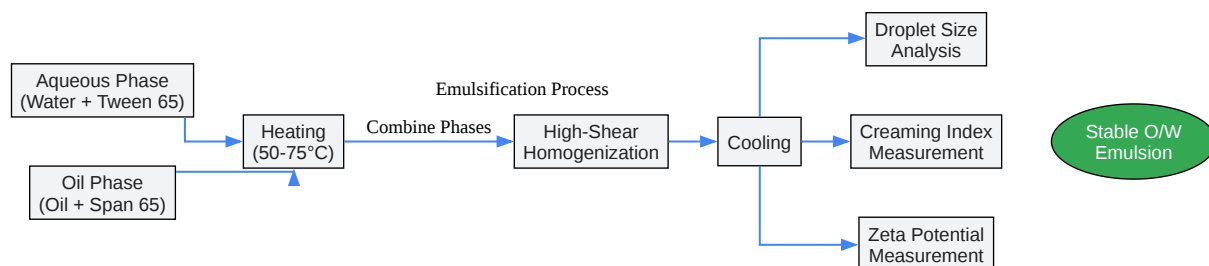 Aqueous Phase
(Water + Tween 65)
Oil Phase
(Oil + Span 65)
Heating
(50-75°C)
Combine Phases
Emulsification Process
High-Shear
Homogenization
Cooling
Droplet Size
Analysis
Creaming Index
Measurement
Zeta Potential
Measurement
Stable O/W
Emulsion